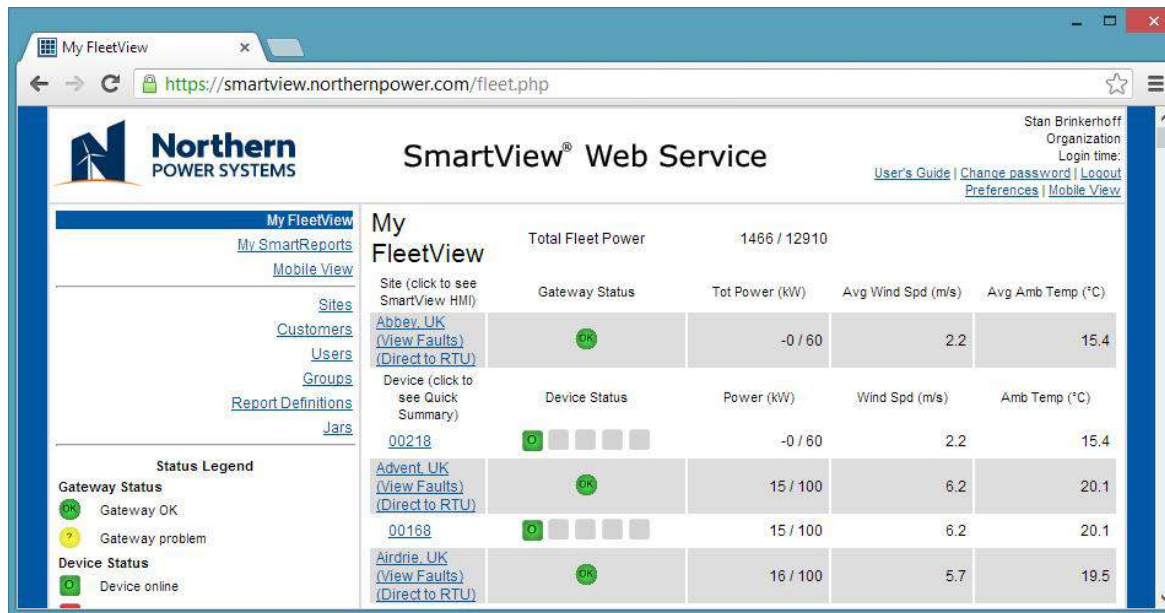 My FleetView
https://smartview.northernpower.com/fleet.php
Northern
POWER SYSTEMS
SmartView® Web Service
Stan Brinkerhoff
Organization
Login time:
User's Guide | Change password | Logout
Preferences | Mobile View
My FleetView
My SmartReports
Mobile View
Sites
Customers
Users
Groups
Report Definitions
Jars
Status Legend
Gateway Status
OK Gateway OK
? Gateway problem
Device Status
O Device online
My
FleetView
Total Fleet Power 1466 / 12910
Site (click to see
SmartView HMI)
Gateway Status Tot Power (kW) Avg Wind Spd (m/s) Avg Amb Temp (°C)
Abbey, UK
(View Faults)
(Direct to RTU)
OK -0 / 60 2.2 15.4
Device (click to
see Quick
Summary)
Device Status Power (kW) Wind Spd (m/s) Amb Temp (°C)
00218 O -0 / 60 2.2 15.4
Advent, UK
(View Faults)
(Direct to RTU)
OK 15 / 100 6.2 20.1
00168 O 15 / 100 6.2 20.1
Airdrie, UK
(View Faults)
(Direct to RTU)
OK 16 / 100 5.7 19.5